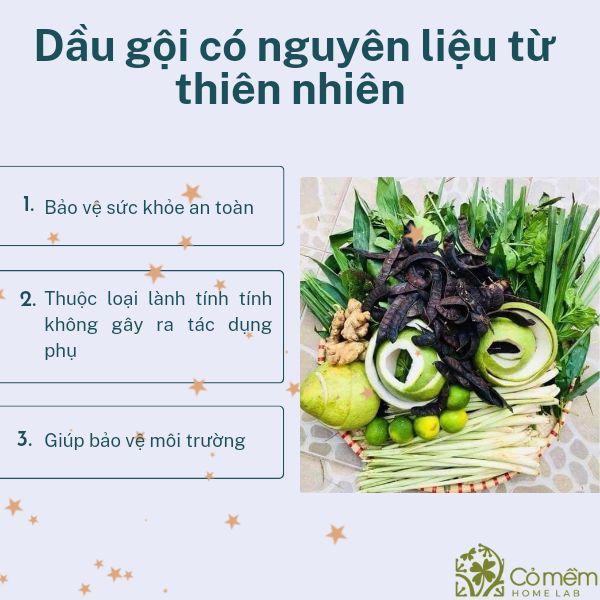 Dầu gội có nguyên liệu từ
thiên nhiên
1. Bảo vệ sức khỏe an toàn
2. Thuộc loại lành tính tính
không gây ra tác dụng
phụ
3. Giúp bảo vệ môi trường
Cỏ mềm
HOME LAB